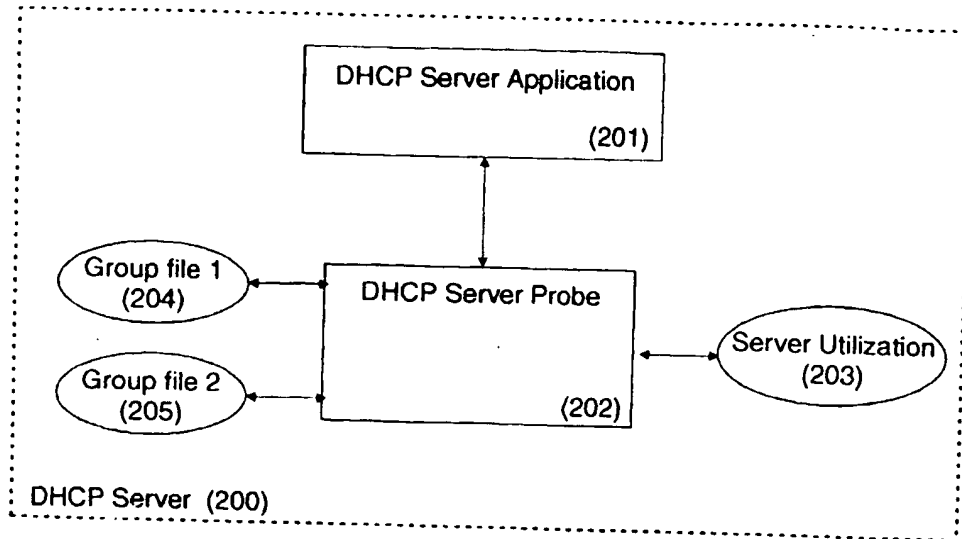 DHCP Server Application
(201)
Group file 1
(204)
DHCP Server Probe
Server Utilization
(203)
Group file 2
(205)
(202)
DHCP Server (200)